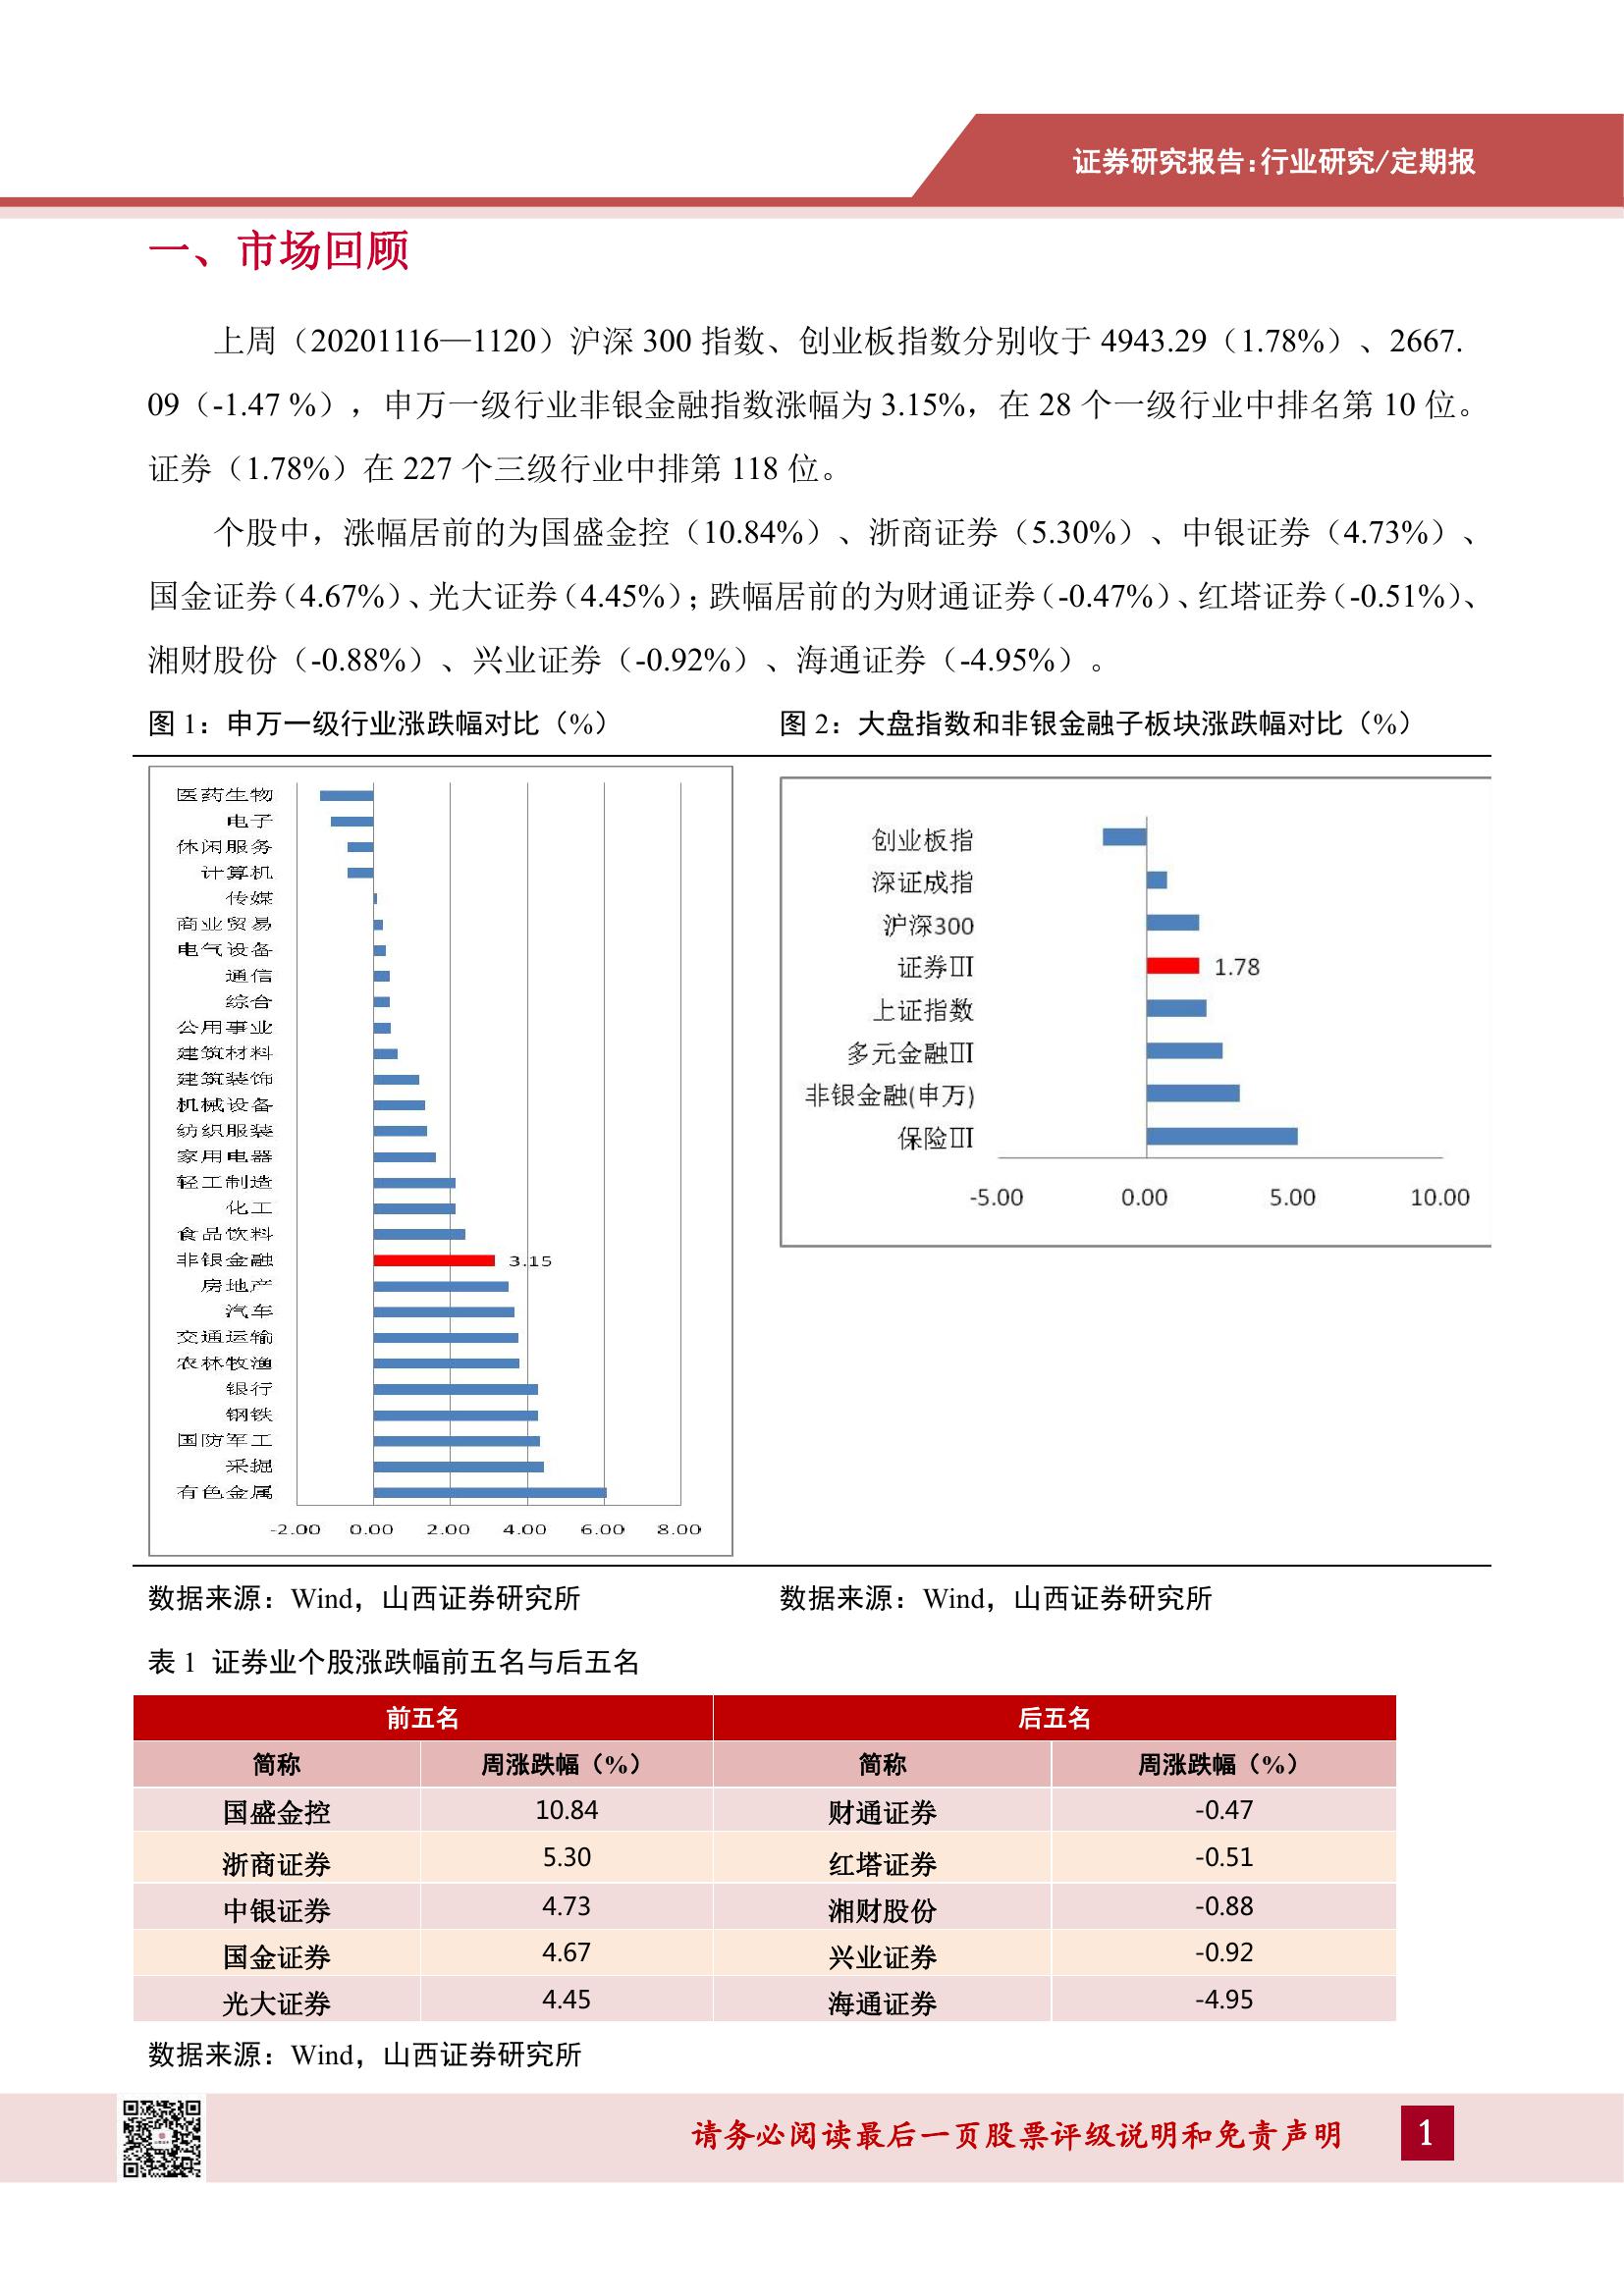 证券研究报告:行业研究/定期报
一、市场回顾
上周（20201116—1120）沪深 300 指数、创业板指数分别收于 4943.29（1.78%）、2667.
09（-1.47 %），申万一级行业非银金融指数涨幅为 3.15%，在 28 个一级行业中排名第 10 位。
证券（1.78%）在 227 个三级行业中排第 118 位。
个股中，涨幅居前的为国盛金控（10.84%）、浙商证券（5.30%）、中银证券（4.73%）、
国金证券（4.67%）、光大证券（4.45%）；跌幅居前的为财通证券（-0.47%）、红塔证券（-0.51%）、
湘财股份（-0.88%）、兴业证券（-0.92%）、海通证券（-4.95%）。
图 1：申万一级行业涨跌幅对比（%）
医药生物
电子
休闲服务
计算机
传媒
商业贸易
电气设备
通信
综合
公用事业
建筑材料
建筑装饰
机械设备
纺织服装
家用电器
轻工制造
化工
食品饮料
非银金融 3.15
房地产
汽车
交通运输
农林牧渔
银行
钢铁
国防军工
采掘
有色金属
-2.00 0.00 2.00 4.00 6.00 8.00
数据来源：Wind，山西证券研究所
图 2：大盘指数和非银金融子板块涨跌幅对比（%）
创业板指
深证成指
沪深300
证券Ⅲ 1.78
上证指数
多元金融Ⅲ
非银金融(申万)
保险Ⅲ
-5.00 0.00 5.00 10.00
数据来源：Wind，山西证券研究所
表 1 证券业个股涨跌幅前五名与后五名
前五名 后五名
简称 周涨跌幅（%） 简称 周涨跌幅（%）
国盛金控 10.84 财通证券 -0.47
浙商证券 5.30 红塔证券 -0.51
中银证券 4.73 湘财股份 -0.88
国金证券 4.67 兴业证券 -0.92
光大证券 4.45 海通证券 -4.95
数据来源：Wind，山西证券研究所
请务必阅读最后一页股票评级说明和免责声明 1